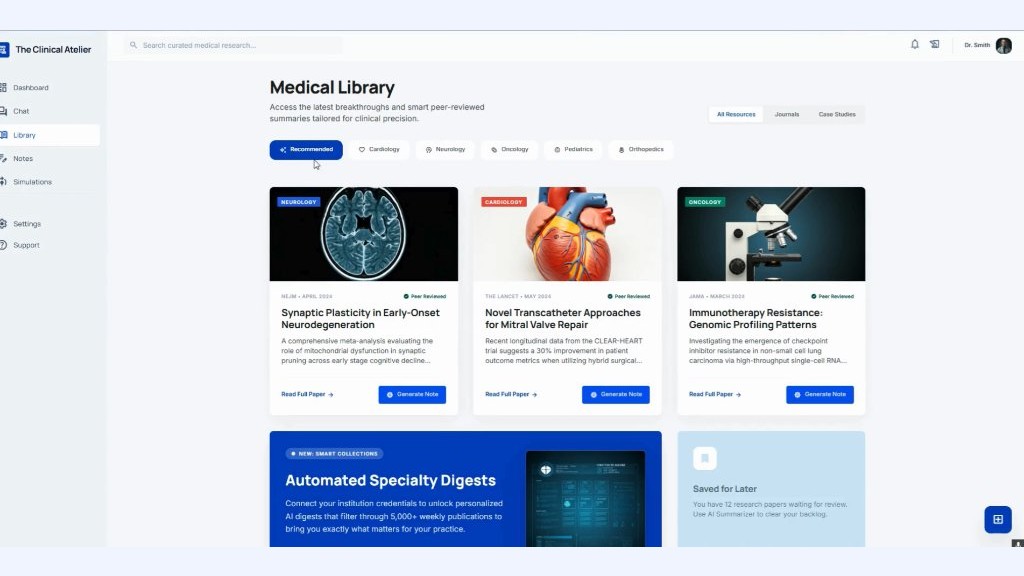 The Clinical Atelier
Search curated medical research...
Dr. Smith
Dashboard
Chat
Library
Notes
Simulations
Settings
Support
Medical Library
Access the latest breakthroughs and smart peer-reviewed
summaries tailored for clinical precision.
All Resources
Journals
Case Studies
Recommended
Cardiology
Neurology
Oncology
Pediatrics
Orthopedics
NEUROLOGY
NEJM • APRIL 2024
Peer Reviewed
Synaptic Plasticity in Early-Onset
Neurodegeneration
A comprehensive meta-analysis evaluating the
role of mitochondrial dysfunction in synaptic
pruning across early stage cognitive decline...
Read Full Paper →
Generate Note
CARDIOLOGY
THE LANCET • MAY 2024
Peer Reviewed
Novel Transcatheter Approaches
for Mitral Valve Repair
Recent longitudinal data from the CLEAR-HEART
trial suggests a 30% improvement in patient
outcome metrics when utilizing hybrid surgical...
Read Full Paper →
Generate Note
ONCOLOGY
JAMA • MARCH 2024
Peer Reviewed
Immunotherapy Resistance:
Genomic Profiling Patterns
Investigating the emergence of checkpoint
inhibitor resistance in non-small cell lung
carcinoma via high-throughput single-cell RNA...
Read Full Paper →
Generate Note
NEW: SMART COLLECTIONS
Automated Specialty Digests
Connect your institution credentials to unlock personalized
AI digests that filter through 5,000+ weekly publications to
bring you exactly what matters for your practice.
Saved for Later
You have 12 research papers waiting for review.
Use AI Summarizer to clear your backlog.